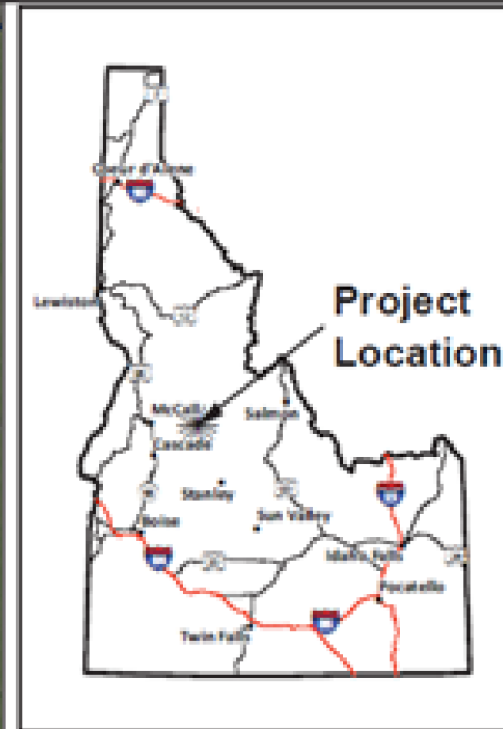 Coeur d'Alene
Lewiston
Project
Location
McCall
Salmon
Cascade
Stanley
Sun Valley
Boise
Idaho Falls
Pocatello
Twin Falls